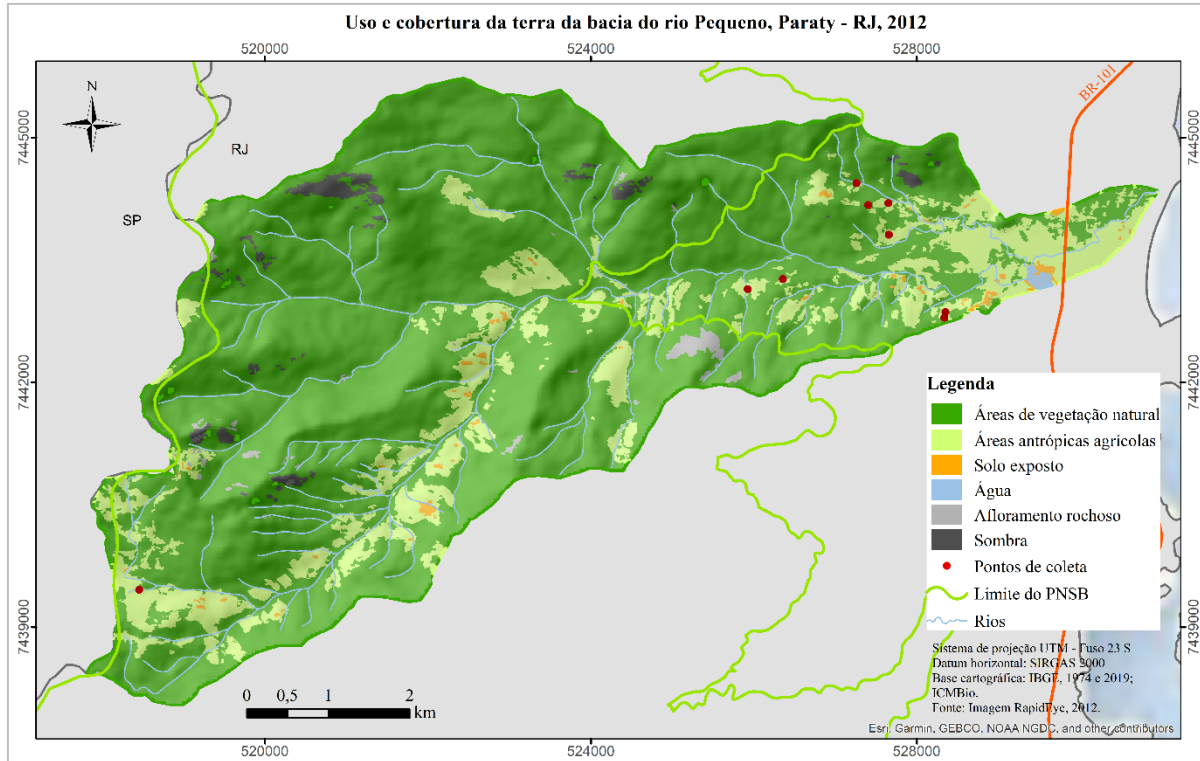 Uso e cobertura da terra da bacia do rio Pequeno, Paraty - RJ, 2012
520000
524000
528000
N
BR-101
7445000
7445000
RJ
SP
7442000
7442000
Legenda
Áreas de vegetação natural
Áreas antrópicas agrícolas
Solo exposto
Água
Afloramento rochoso
Sombra
Pontos de coleta
Limite do PNSB
Rios
7439000
7439000
Sistema de projeção UTM - Fuso 23 S
Datum horizontal: SIRGAS 2000
Base cartográfica: IBGE, 1974 e 2019;
ICMBio.
Fonte: Imagem RapidEye, 2012.
0 0,5 1 2
km
Esri, Garmin, GEBCO, NOAA NGDC, and other contributors
520000
524000
528000